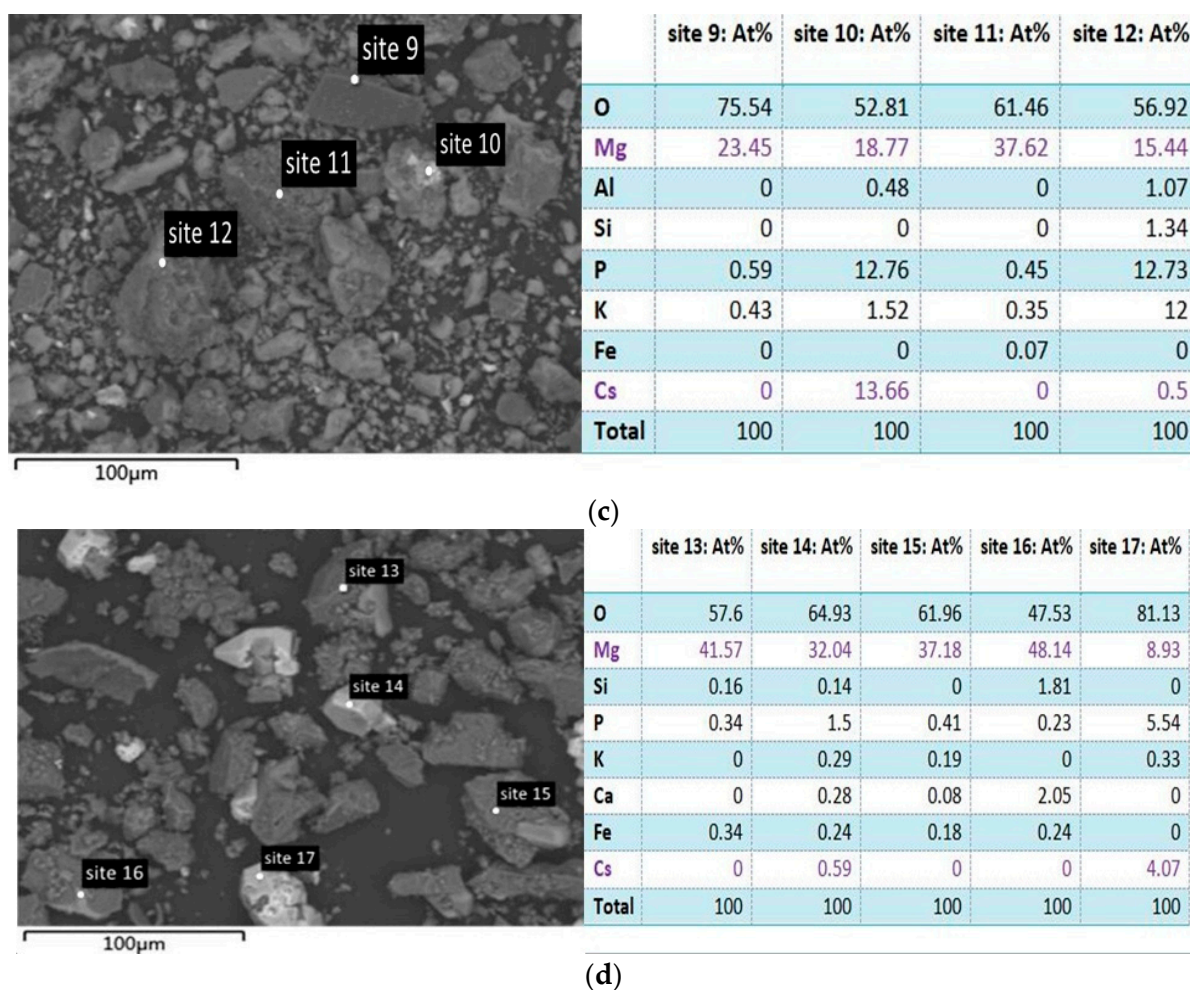 site 9
site 10
site 11
site 12
100µm
site 9: At% site 10: At% site 11: At% site 12: At%
O 75.54 52.81 61.46 56.92
Mg 23.45 18.77 37.62 15.44
Al 0 0.48 0 1.07
Si 0 0 0 1.34
P 0.59 12.76 0.45 12.73
K 0.43 1.52 0.35 12
Fe 0 0 0.07 0
Cs 0 13.66 0 0.5
Total 100 100 100 100
(c)
site 13
site 14
site 15
site 16
site 17
100µm
site 13: At% site 14: At% site 15: At% site 16: At% site 17: At%
O 57.6 64.93 61.96 47.53 81.13
Mg 41.57 32.04 37.18 48.14 8.93
Si 0.16 0.14 0 1.81 0
P 0.34 1.5 0.41 0.23 5.54
K 0 0.29 0.19 0 0.33
Ca 0 0.28 0.08 2.05 0
Fe 0.34 0.24 0.18 0.24 0
Cs 0 0.59 0 0 4.07
Total 100 100 100 100 100
(d)